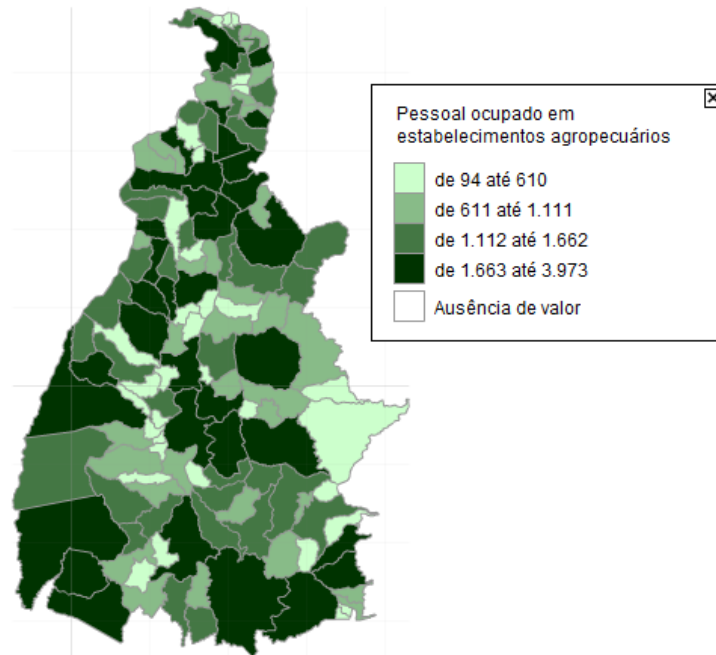 Pessoal ocupado em
estabelecimentos agropecuários
de 94 até 610
de 611 até 1.111
de 1.112 até 1.662
de 1.663 até 3.973
Ausência de valor